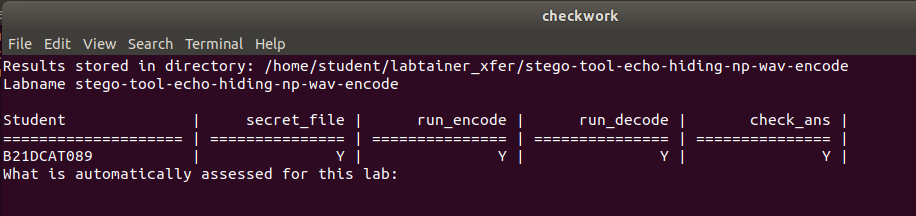 checkwork
File Edit View Search Terminal Help
Results stored in directory: /home/student/labtainer_xfer/stego-tool-echo-hiding-np-wav-encode
Labname stego-tool-echo-hiding-np-wav-encode
Student | secret_file | run_encode | run_decode | check_ans |
==================== | =============== | =============== | =============== | =============== |
B21DCAT089 | Y | Y | Y | Y |
What is automatically assessed for this lab: